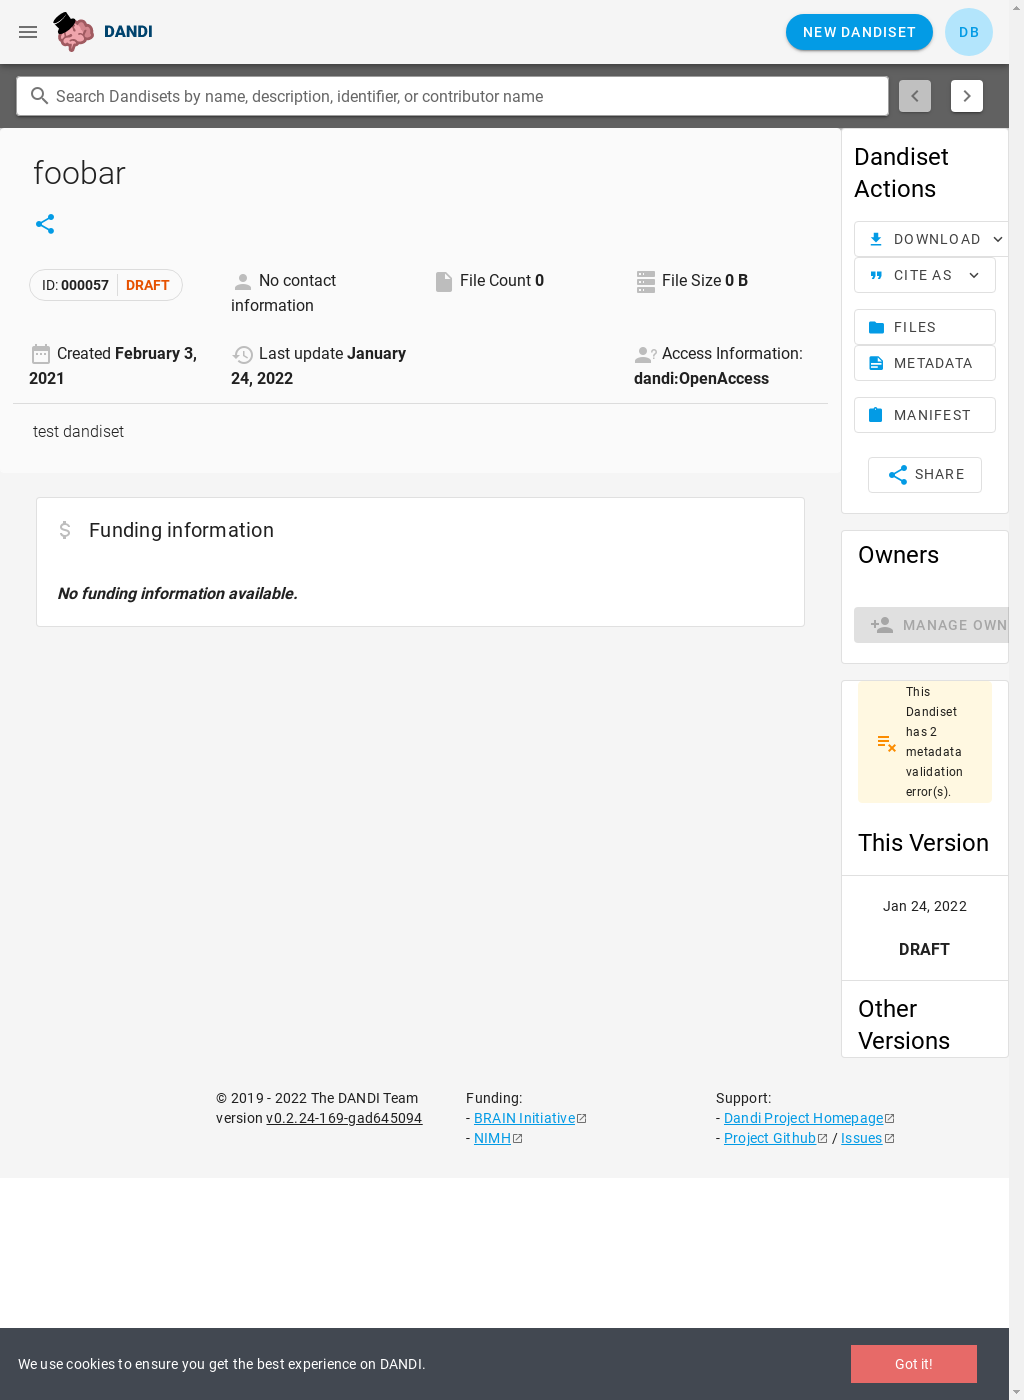 DANDI
NEW DANDISET
DB
Search Dandisets by name, description, identifier, or contributor name
foobar
ID: 000057 DRAFT
No contact
information
File Count 0
File Size 0 B
Created February 3,
2021
Last update January
24, 2022
Access Information:
dandi:OpenAccess
test dandiset
Funding information
No funding information available.
Dandiset
Actions
DOWNLOAD
CITE AS
FILES
METADATA
MANIFEST
SHARE
Owners
MANAGE OWN
This
Dandiset
has 2
metadata
validation
error(s).
This Version
Jan 24, 2022
DRAFT
Other
Versions
© 2019 - 2022 The DANDI Team
version v0.2.24-169-gad645094
Funding:
- BRAIN Initiative
- NIMH
Support:
- Dandi Project Homepage
- Project Github / Issues
We use cookies to ensure you get the best experience on DANDI.
Got it!